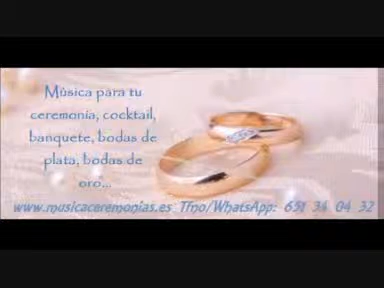 Música para tu
ceremonia, cocktail,
banquete, bodas de
plata, bodas de
oro...
www.musicaceremonias.es Tfno/WhatsApp: 651 34 04 32